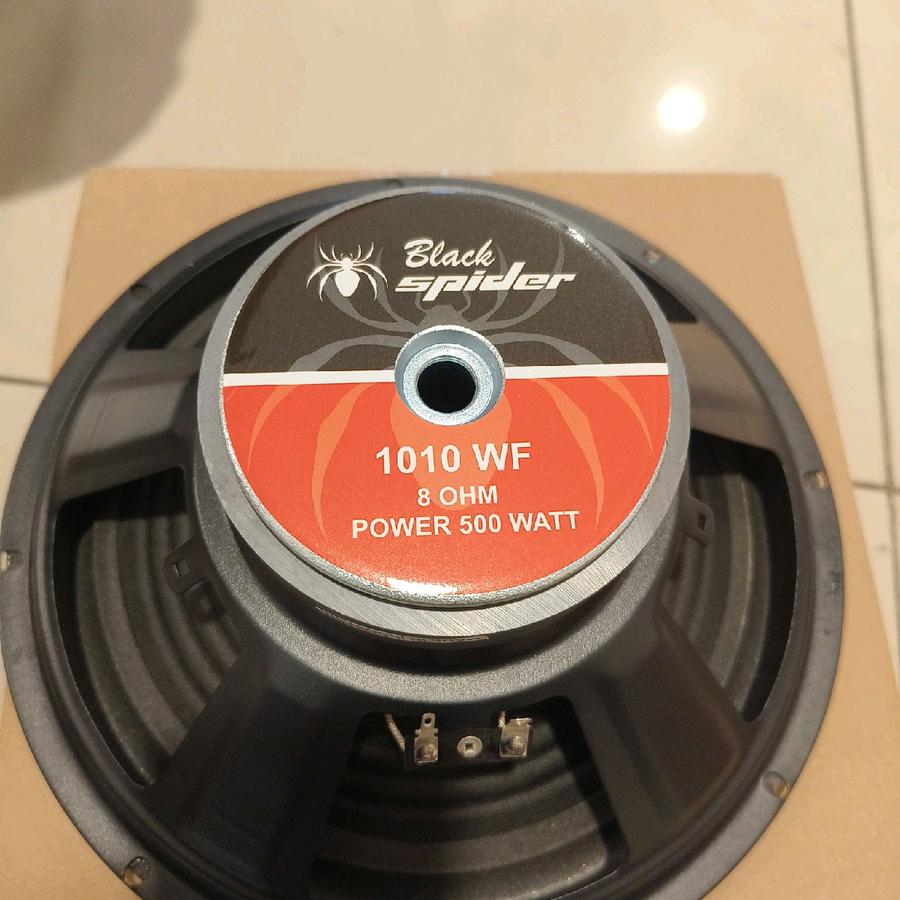 Black
spider
1010 WF
8 OHM
POWER 500 WATT